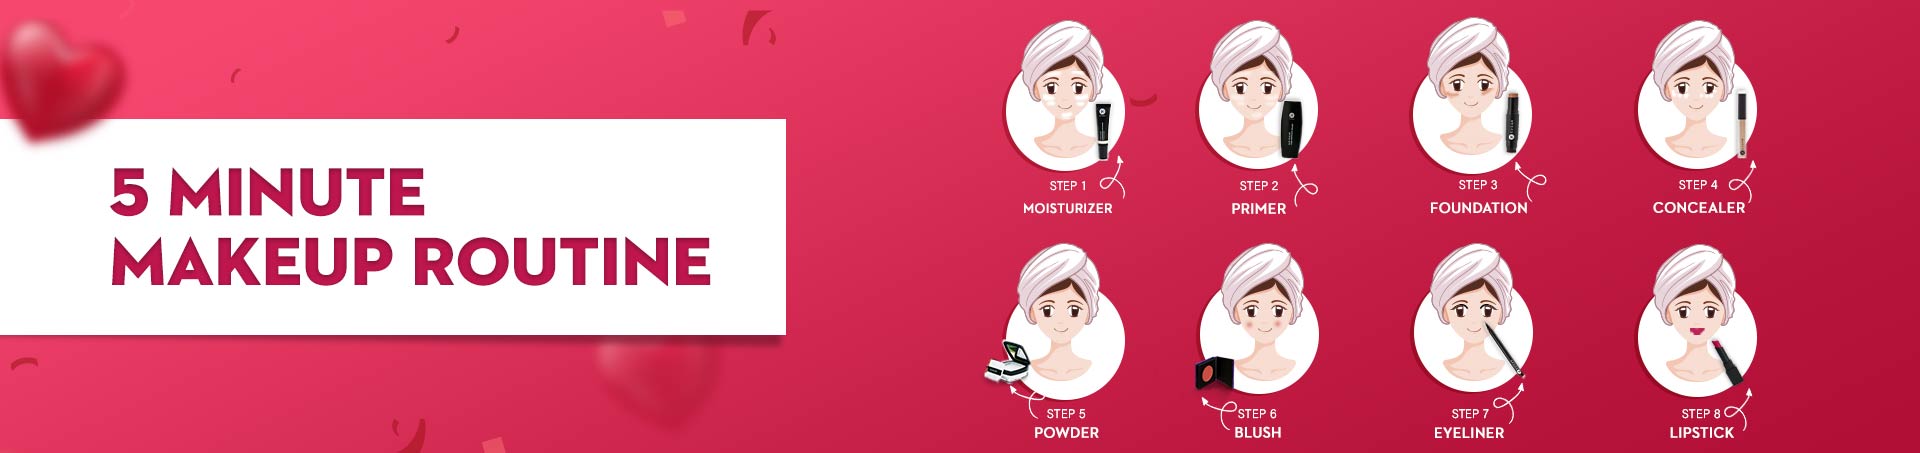 5 MINUTE
MAKEUP ROUTINE
STEP 1
MOISTURIZER
STEP 2
PRIMER
STEP 3
FOUNDATION
STEP 4
CONCEALER
STEP 5
POWDER
STEP 6
BLUSH
STEP 7
EYELINER
STEP 8
LIPSTICK